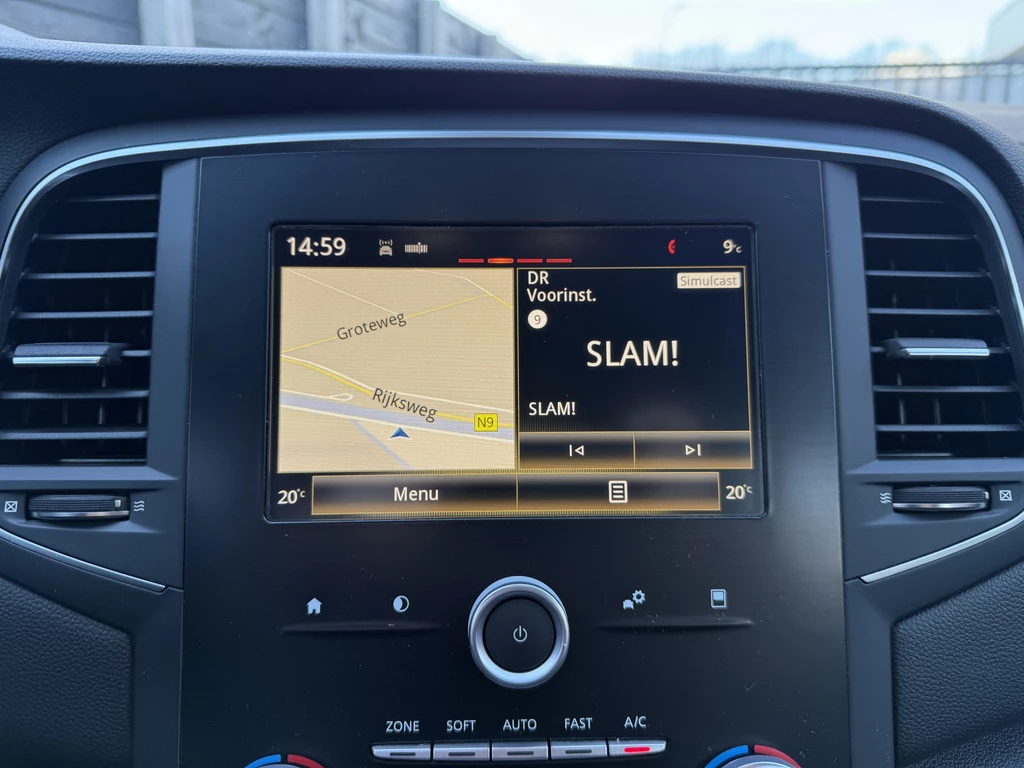 14:59
9°C
Groteweg
Rijksweg
N9
DR
Simulcast
Voorinst.
9
SLAM!
SLAM!
20°C
Menu
20°C
ZONE
SOFT
AUTO
FAST
A/C